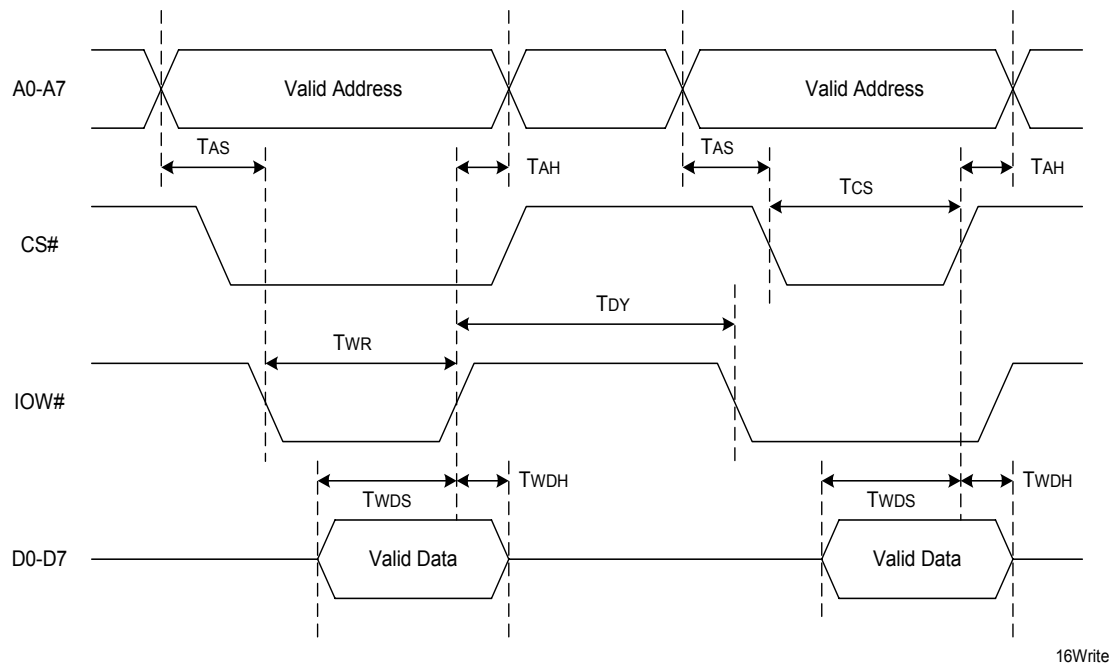 A0-A7 Valid Address Valid Address
TAS TAH TAS TCS TAH
CS#
TDY
TWR
IOW#
TWDS TWDH TWDS TWDH
D0-D7 Valid Data Valid Data
16Write